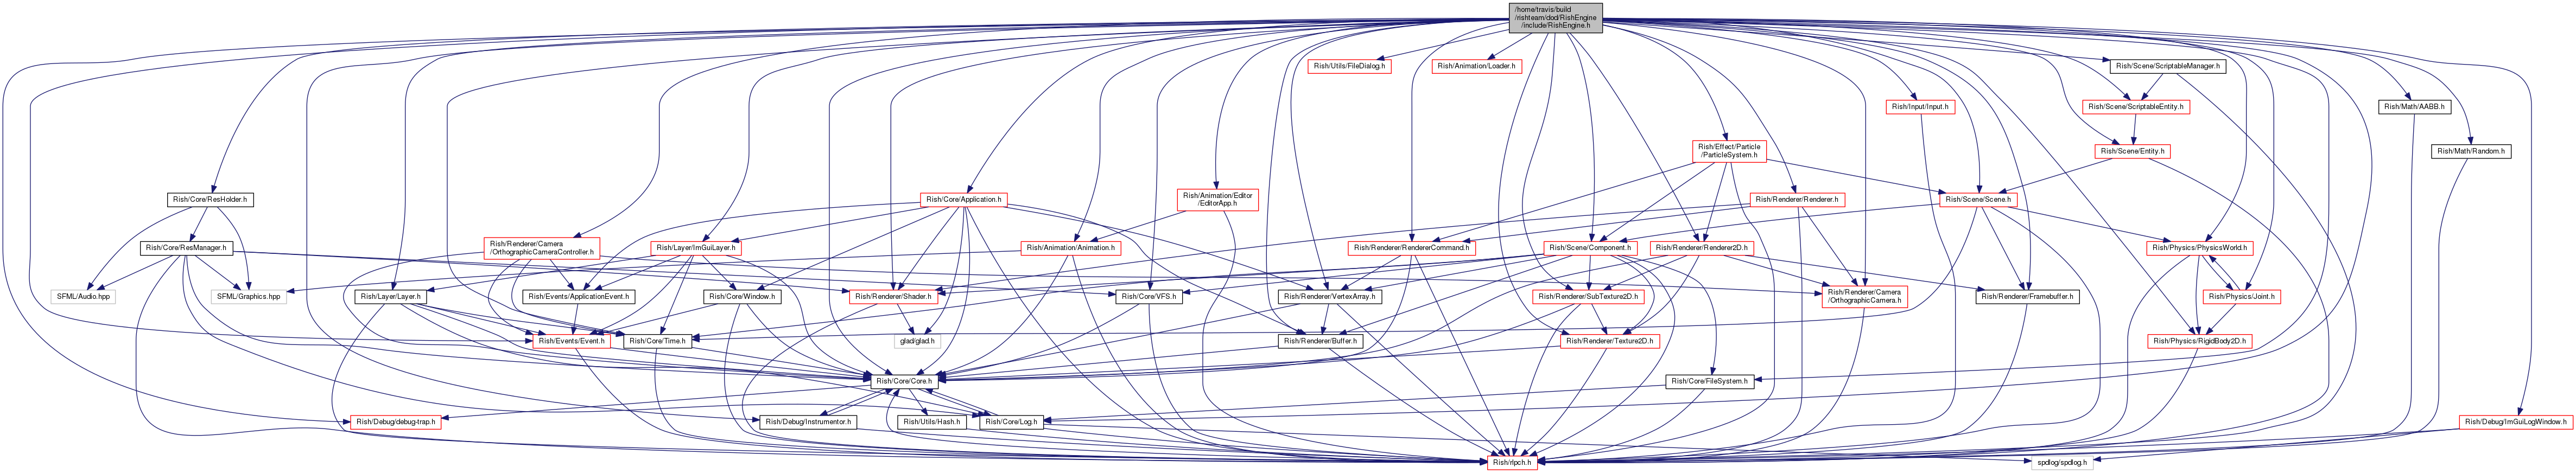 /home/travis/build
/rishteam/dod/RishEngine
/include/RishEngine.h
Rish/Utils/FileDialog.h
Rish/Animation/Loader.h
Rish/Scene/ScriptableManager.h
Rish/Input/Input.h
Rish/Scene/ScriptableEntity.h
Rish/Math/AABB.h
Rish/Effect/Particle
/ParticleSystem.h
Rish/Scene/Entity.h
Rish/Math/Random.h
Rish/Core/ResHolder.h
Rish/Core/Application.h
Rish/Animation/Editor
/EditorApp.h
Rish/Renderer/Renderer.h
Rish/Scene/Scene.h
Rish/Core/ResManager.h
Rish/Renderer/Camera
/OrthographicCameraController.h
Rish/Layer/ImGuiLayer.h
Rish/Animation/Animation.h
Rish/Renderer/RendererCommand.h
Rish/Scene/Component.h
Rish/Renderer/Renderer2D.h
Rish/Physics/PhysicsWorld.h
SFML/Audio.hpp
SFML/Graphics.hpp
Rish/Layer/Layer.h
Rish/Events/ApplicationEvent.h
Rish/Core/Window.h
Rish/Renderer/Shader.h
Rish/Core/VFS.h
Rish/Renderer/VertexArray.h
Rish/Renderer/SubTexture2D.h
Rish/Renderer/Camera
/OrthographicCamera.h
Rish/Renderer/Framebuffer.h
Rish/Physics/Joint.h
Rish/Events/Event.h
Rish/Core/Time.h
glad/glad.h
Rish/Renderer/Buffer.h
Rish/Renderer/Texture2D.h
Rish/Physics/RigidBody2D.h
Rish/Core/Core.h
Rish/Core/FileSystem.h
Rish/Debug/debug-trap.h
Rish/Debug/Instrumentor.h
Rish/Utils/Hash.h
Rish/Core/Log.h
Rish/Debug/ImGuiLogWindow.h
Rish/rlpch.h
spdlog/spdlog.h